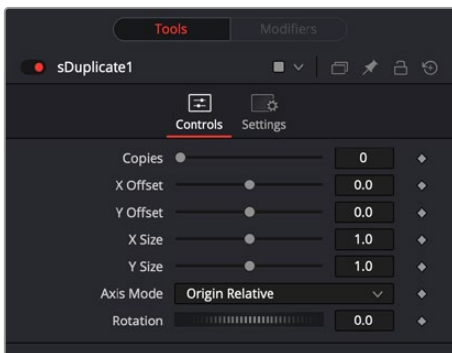 Tools Modifiers
sDuplicate1
Controls Settings
Copies 0
X Offset 0.0
Y Offset 0.0
X Size 1.0
Y Size 1.0
Axis Mode Origin Relative
Rotation 0.0